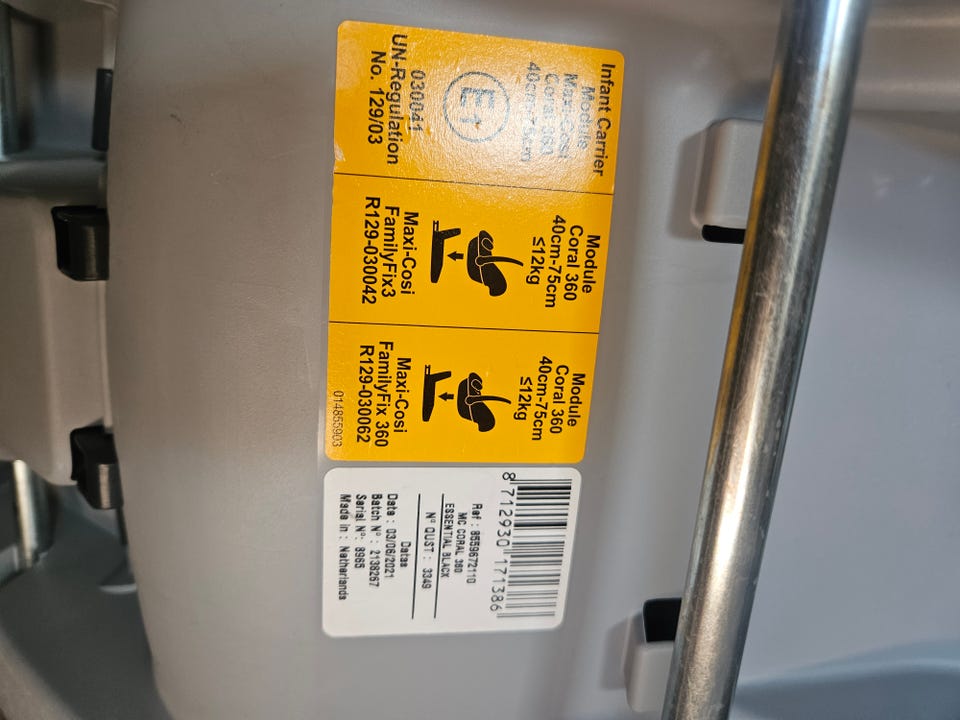 Infant Carrier
Module
Maxi-Cosi
Coral 360
40cm-75cm
E1
030041
UN-Regulation
No. 129/03
Module
Coral 360
40cm-75cm
≤12kg
Maxi-Cosi
FamilyFix3
R129-030042
Module
Coral 360
40cm-75cm
≤12kg
Maxi-Cosi
FamilyFix 360
R129-030062
014855903
8 712930 171386
Ref : 8559672110
MC CORAL 360
ESSENTIAL BLACK
N° OUST : 3349
Datas
Date : 03/06/2021
Batch N° : 2138267
Serial N° : 8965
Made in : Netherlands